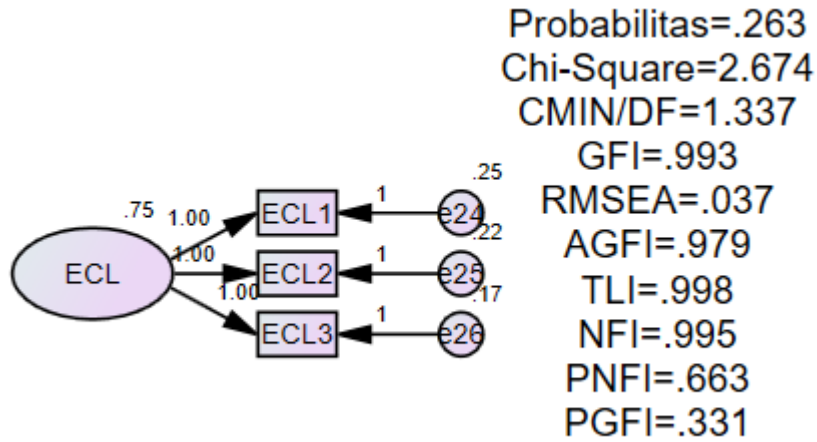 Probabilitas=.263
Chi-Square=2.674
CMIN/DF=1.337
GFI=.993
RMSEA=.037
AGFI=.979
TLI=.998
NFI=.995
PNFI=.663
PGFI=.331
.75
ECL
1.00
ECL1
1
.25
e24
1.00
ECL2
1
.22
e25
1.00
ECL3
1
.17
e26